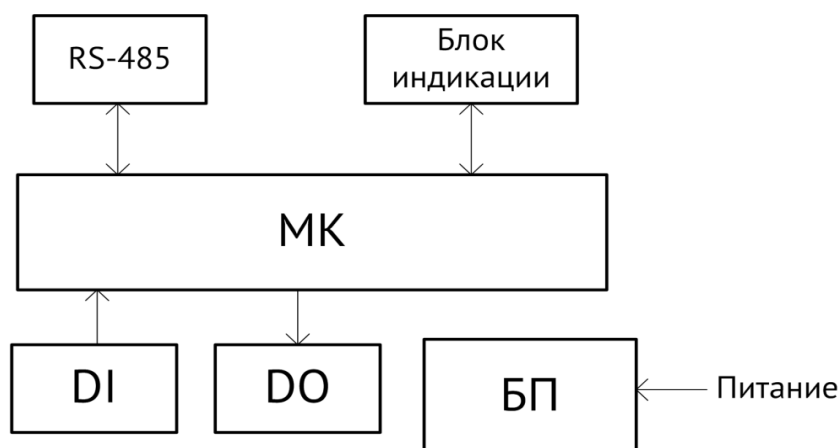 RS-485
Блок
индикации
МК
DI
DO
БП
Питание